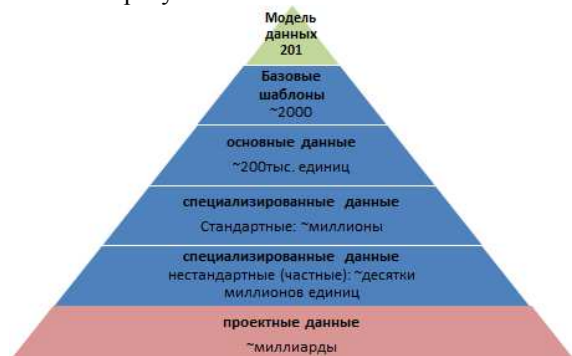 Модель
данных
201
Базовые
шаблоны
~2000
основные данные
~200тыс. единиц
специализированные данные
Стандартные: ~миллионы
специализированные данные
нестандартные (частные): ~десятки
миллионов единиц
проектные данные
~миллиарды